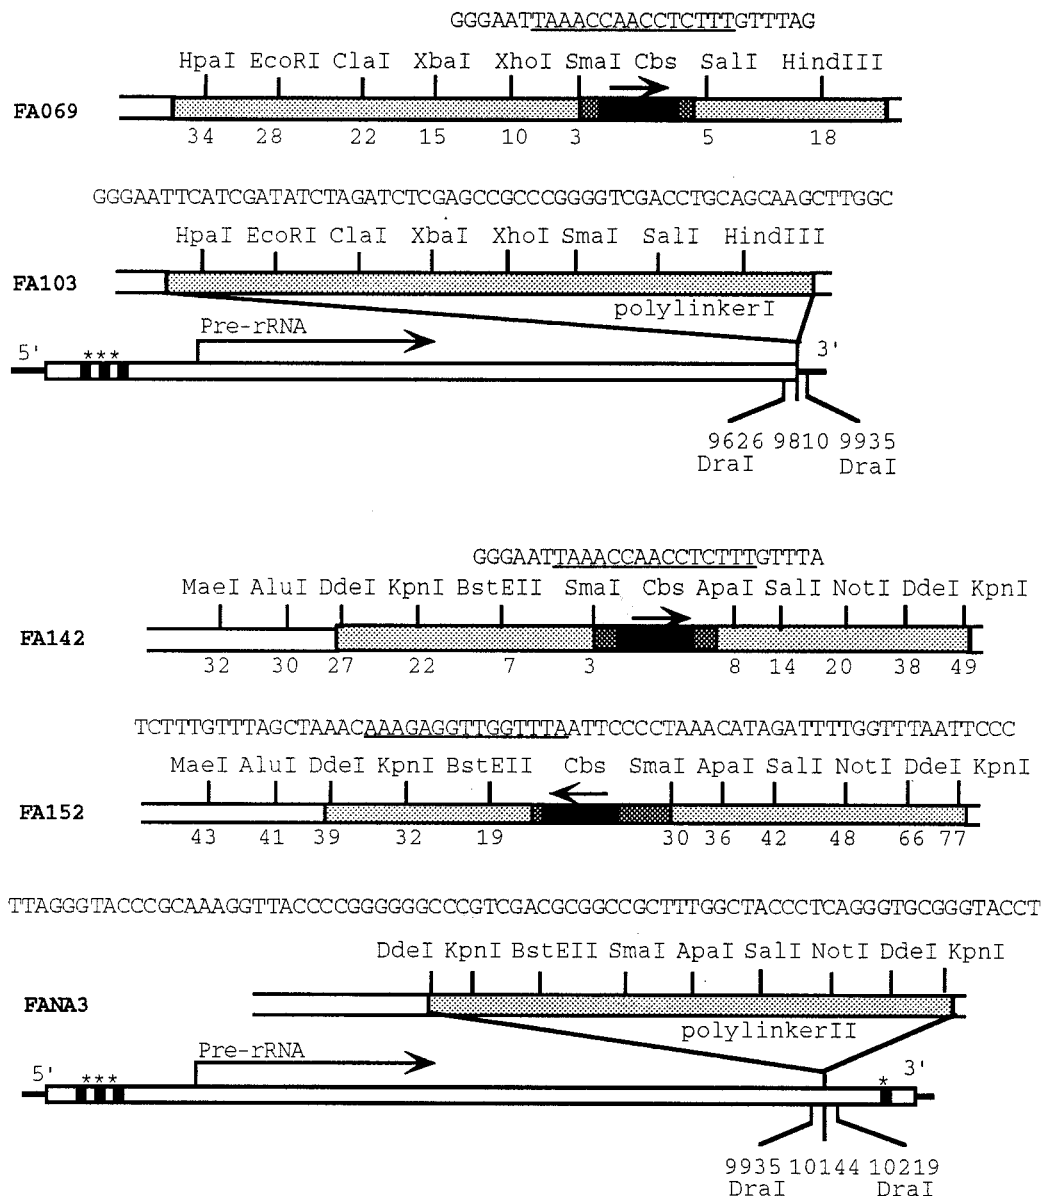 GGGAATTAAACCAACCTCTTTGTTTAG
HpaI EcoRI ClaI XbaI XhoI SmaI Cbs SalI HindIII
FA069
34 28 22 15 10 3 5 18
GGGAATTCATCGATATCTAGATCTCGAGCCGCCCGGGGTCGACCTGCAGCAAGCTTGGC
HpaI EcoRI ClaI XbaI XhoI SmaI SalI HindIII
FA103
polylinkerI
Pre-rRNA
5' *** 3'
9626 9810 9935
DraI DraI
GGGAATTAAACCAACCTCTTTGTTTA
MaeI AluI DdeI KpnI BstEII SmaI Cbs ApaI SalI NotI DdeI KpnI
FA142
32 30 27 22 7 3 8 14 20 38 49
TCTTTGTTTAGCTAAACAAAGAGGTTGGTTTAATTCCCCTAAACATAGATTTTGGTTTAATTCCC
MaeI AluI DdeI KpnI BstEII Cbs SmaI ApaI SalI NotI DdeI KpnI
FA152
43 41 39 32 19 30 36 42 48 66 77
TTAGGGTACCCGCAAAGGTTACCCCCGGGGGGCCCGTCGACGCGGCCGCTTTGGCTACCCTCAGGGTGCGGGTACCT
DdeI KpnI BstEII SmaI ApaI SalI NotI DdeI KpnI
FANA3
polylinkerII
Pre-rRNA
5' *** * 3'
9935 10144 10219
DraI DraI